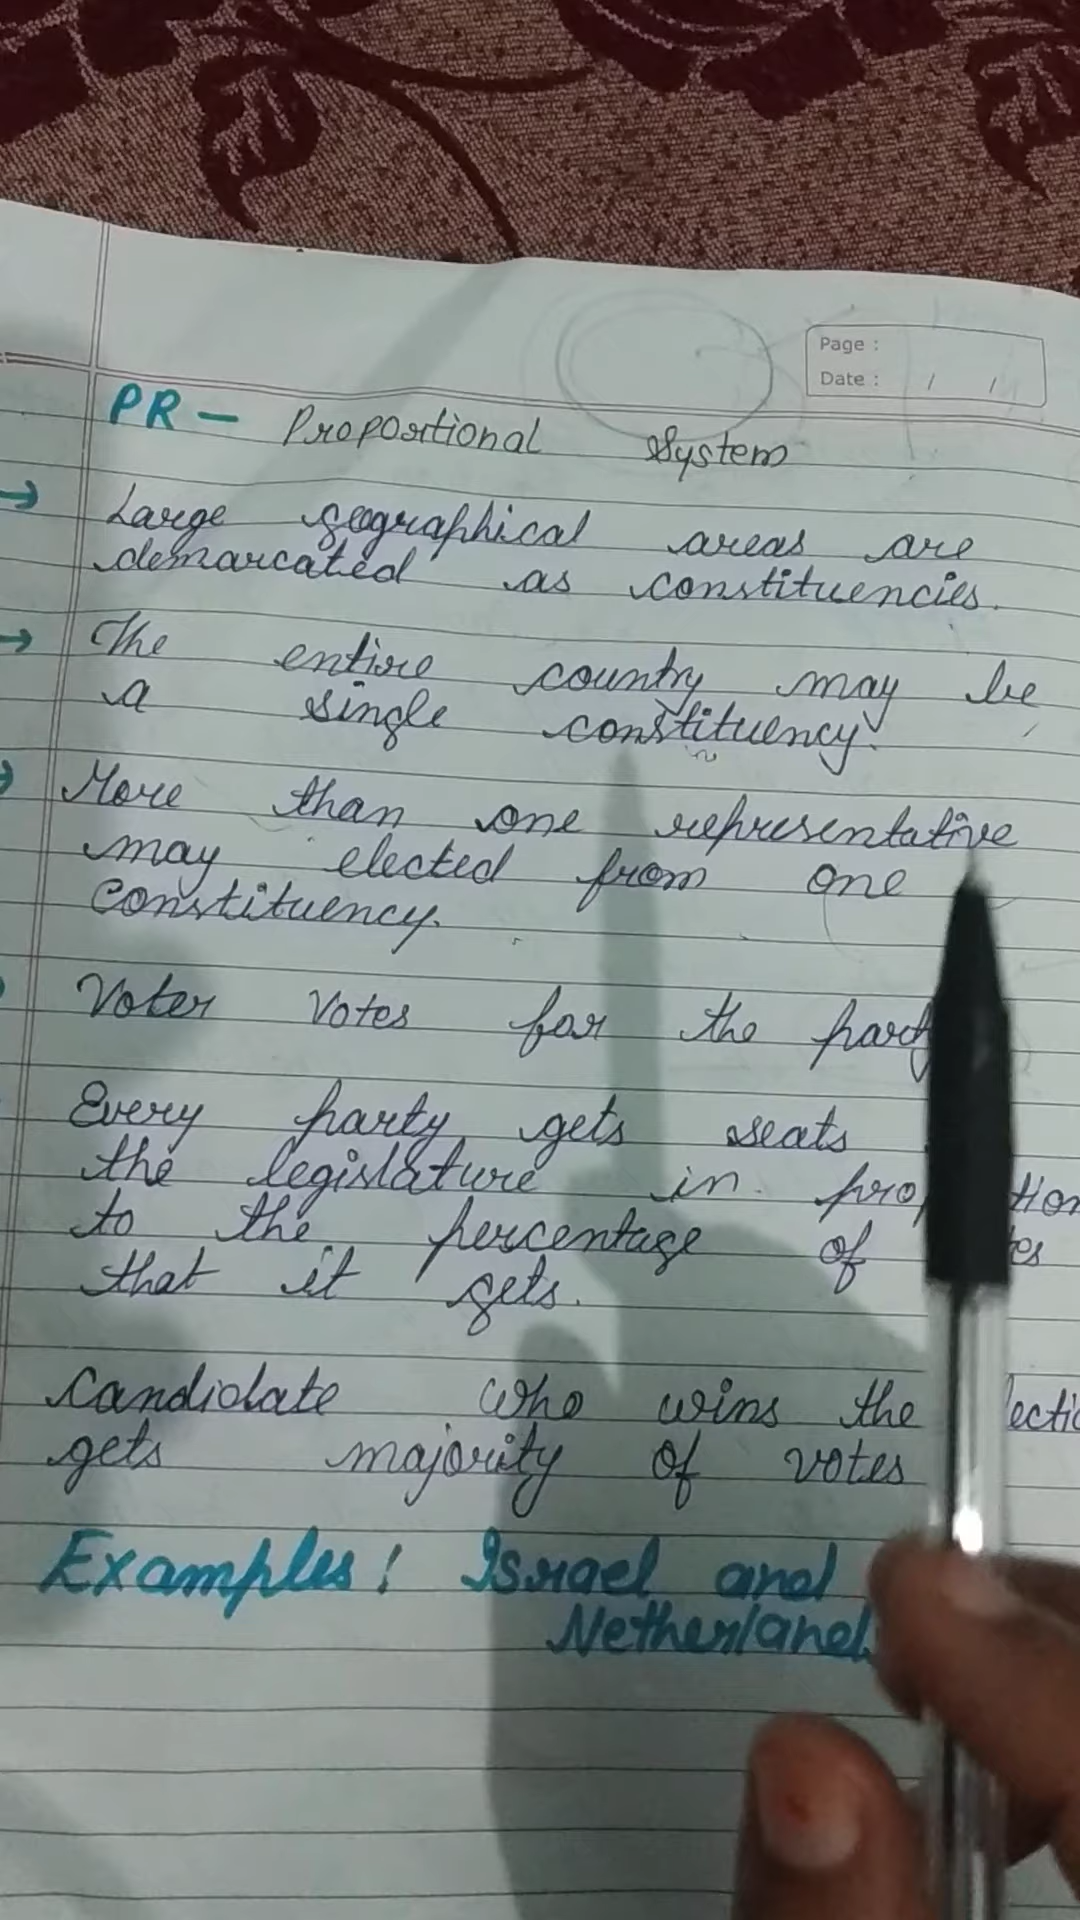 Page :
Date : / /
PR - Proportional System
→ Large geographical areas are
demarcated as constituencies.
→ The entire country may be
a single constituency.
→ More than one representative
may elected from one
constituency.
Voter votes for the party
Every party gets seats
the legislature in
to the percentage of
that it gets.
Candidate who wins the
gets majority of votes
Examples! Israel and
Netherland.